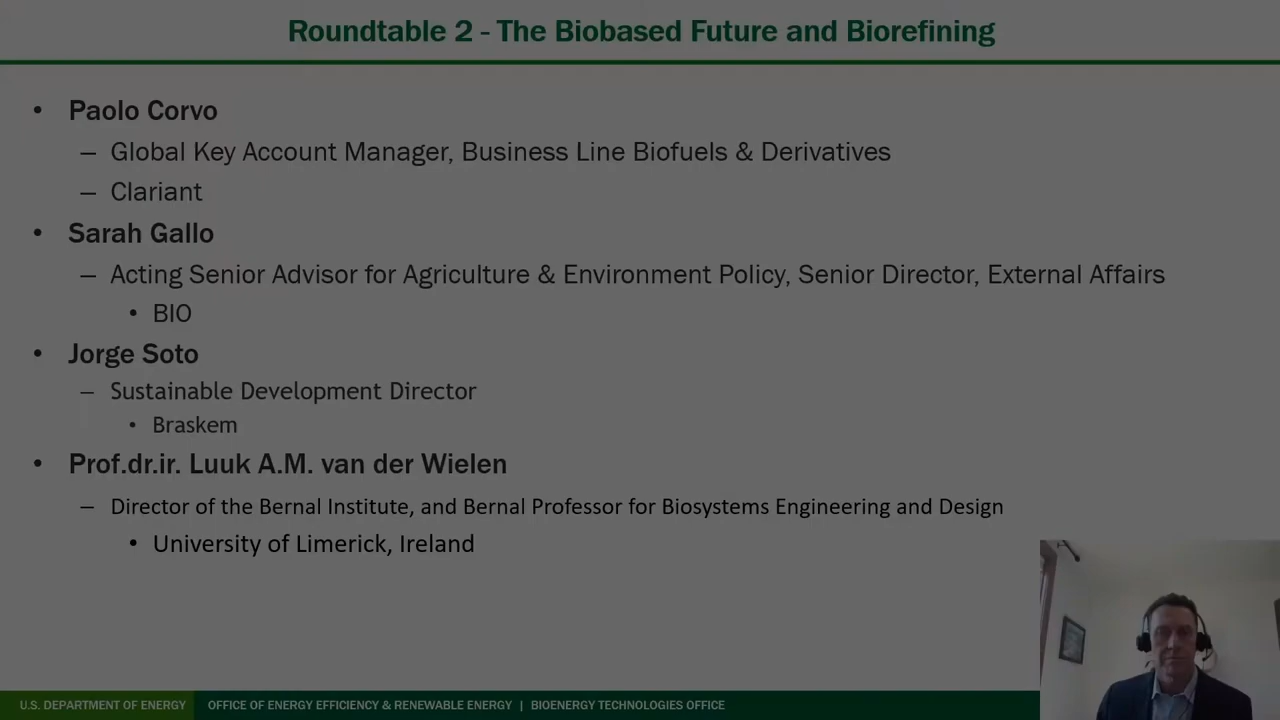 Roundtable 2 - The Biobased Future and Biorefining
• Paolo Corvo
– Global Key Account Manager, Business Line Biofuels & Derivatives
– Clariant
• Sarah Gallo
– Acting Senior Advisor for Agriculture & Environment Policy, Senior Director, External Affairs
• BIO
• Jorge Soto
– Sustainable Development Director
• Braskem
• Prof.dr.ir. Luuk A.M. van der Wielen
– Director of the Bernal Institute, and Bernal Professor for Biosystems Engineering and Design
• University of Limerick, Ireland
U.S. DEPARTMENT OF ENERGY OFFICE OF ENERGY EFFICIENCY & RENEWABLE ENERGY | BIOENERGY TECHNOLOGIES OFFICE